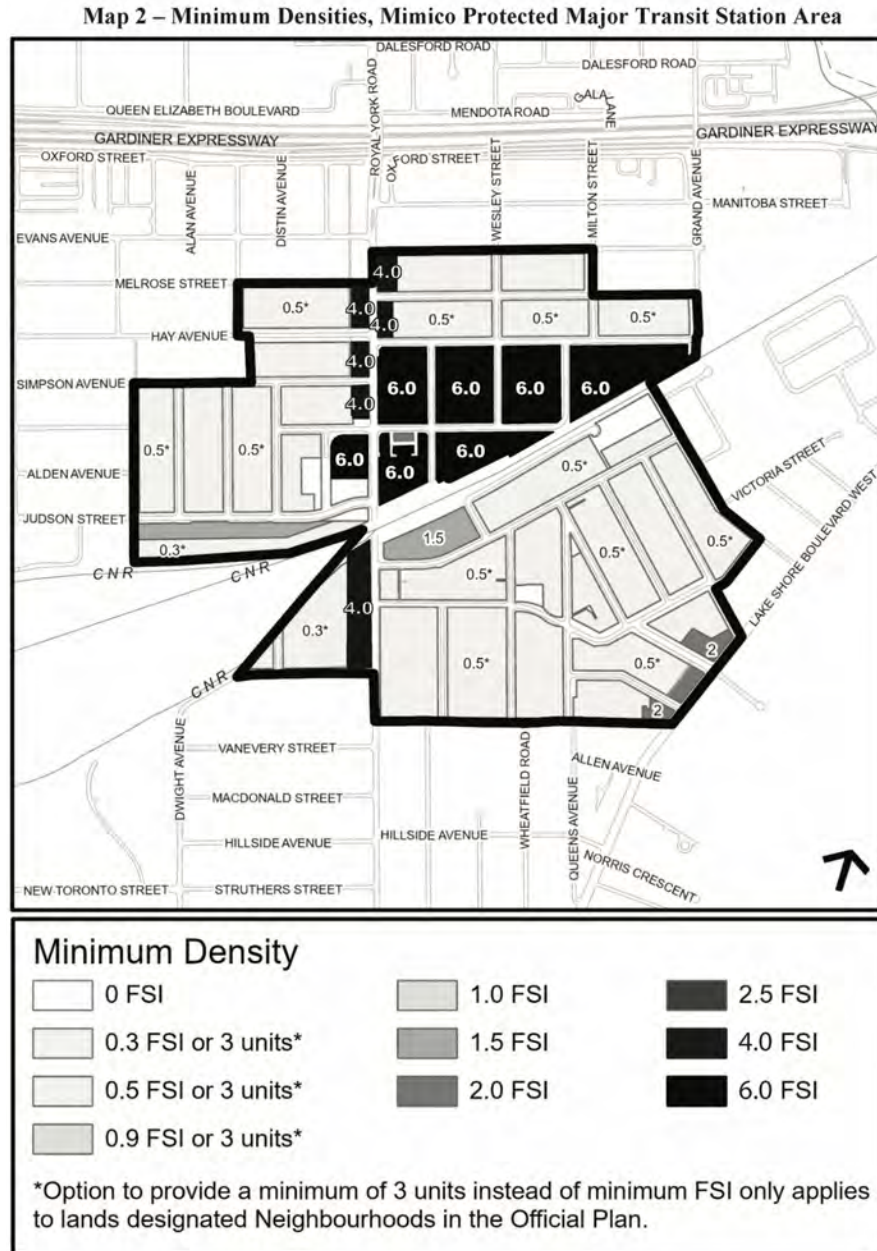 Map 2 – Minimum Densities, Mimico Protected Major Transit Station Area
DALESFORD ROAD
DALESFORD ROAD
ROYAL YORK ROAD
GALA LANE
QUEEN ELIZABETH BOULEVARD
MENDOTA ROAD
GARDINER EXPRESSWAY
GARDINER EXPRESSWAY
OXFORD STREET
OXFORD STREET
ALAN AVENUE
DISTIN AVENUE
WESLEY STREET
MILTON STREET
GRAND AVENUE
MANITOBA STREET
EVANS AVENUE
MELROSE STREET
4.0
0.5*
4.0
4.0
0.5*
0.5*
0.5*
HAY AVENUE
4.0
SIMPSON AVENUE
6.0
6.0
6.0
6.0
4.0
0.5*
0.5*
6.0
6.0
6.0
0.5*
ALDEN AVENUE
VICTORIA STREET
JUDSON STREET
LAKE SHORE BOULEVARD WEST
1.5
0.5*
0.5*
0.3*
CNR
CNR
0.5*
4.0
0.3*
0.5*
0.5*
2
2
CNR
DWIGHT AVENUE
VANEVERY STREET
WHEATFIELD ROAD
QUEENS AVENUE
ALLEN AVENUE
MACDONALD STREET
HILLSIDE AVENUE
HILLSIDE AVENUE
NORRIS CRESCENT
NEW TORONTO STREET
STRUTHERS STREET
Minimum Density
0 FSI
0.3 FSI or 3 units*
0.5 FSI or 3 units*
0.9 FSI or 3 units*
1.0 FSI
1.5 FSI
2.0 FSI
2.5 FSI
4.0 FSI
6.0 FSI
*Option to provide a minimum of 3 units instead of minimum FSI only applies
to lands designated Neighbourhoods in the Official Plan.